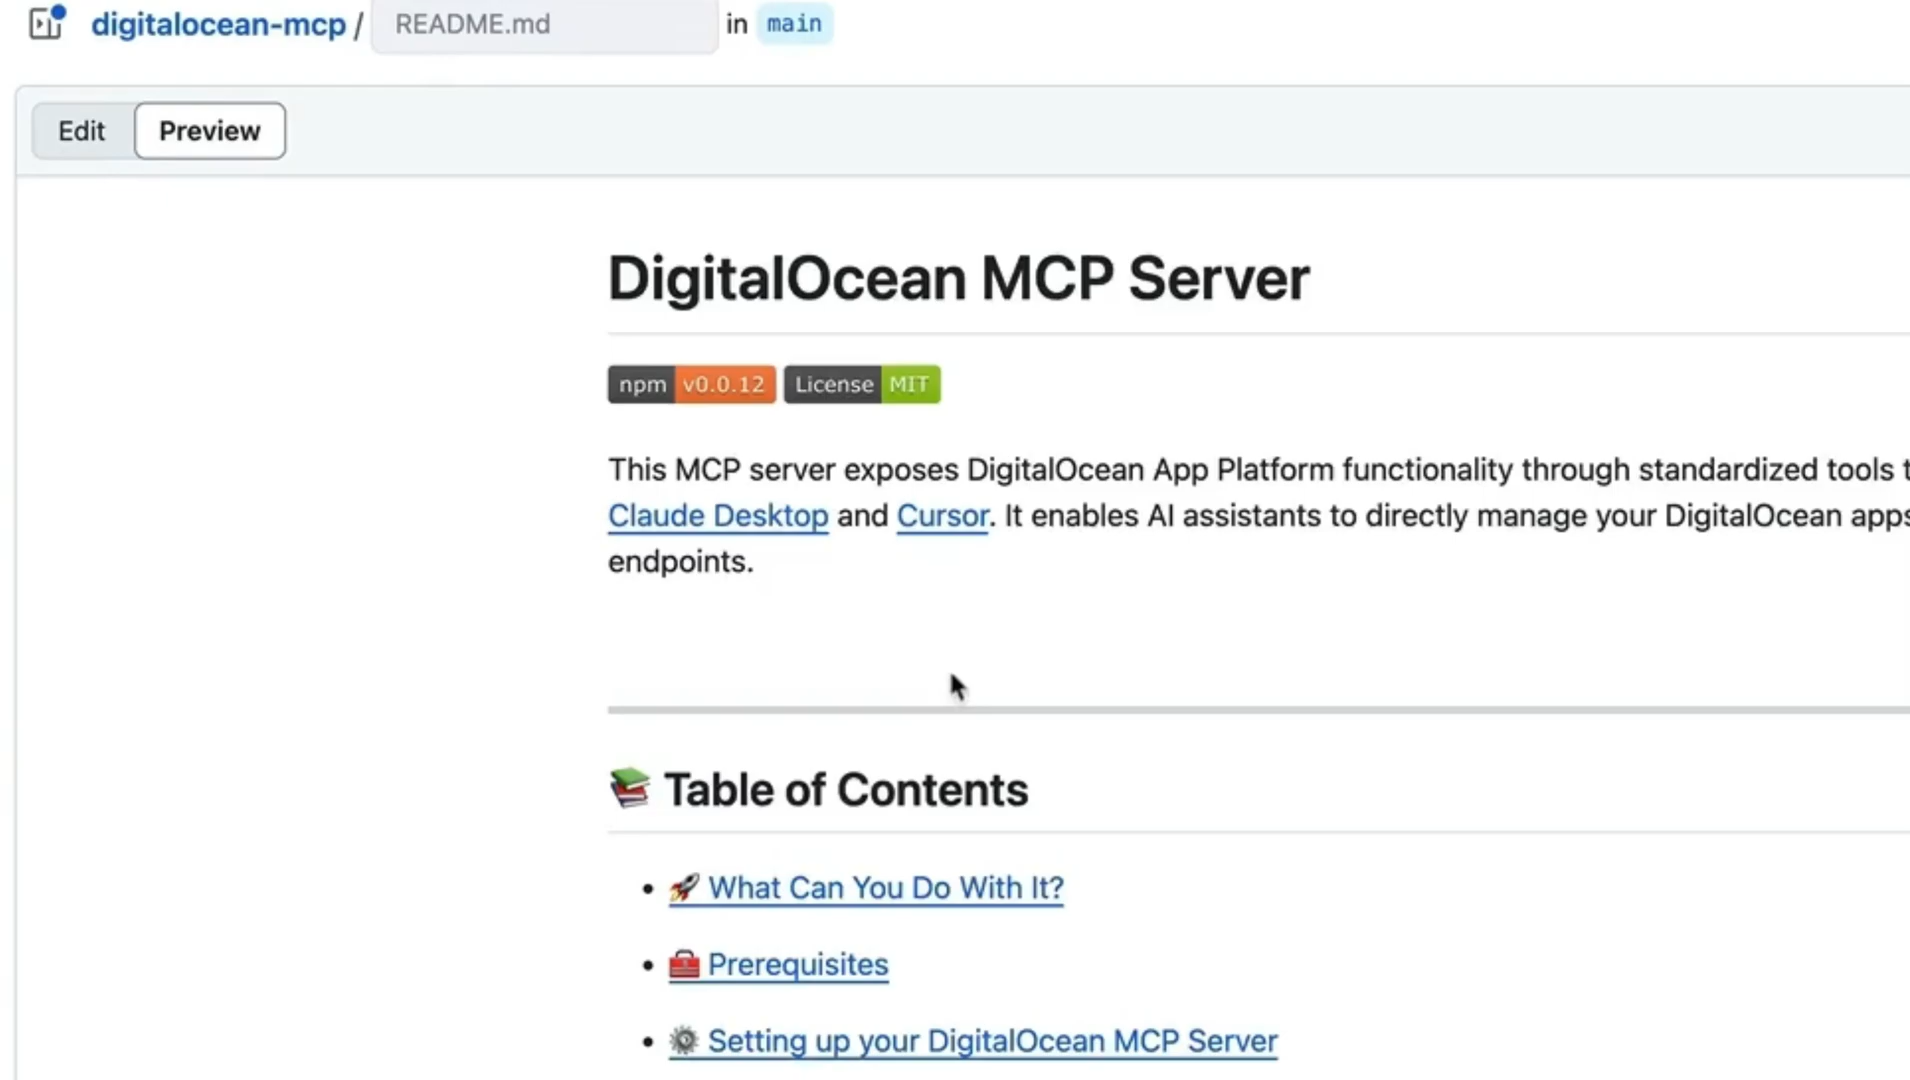 digitalocean-mcp / README.md in main
Edit Preview
DigitalOcean MCP Server
npm v0.0.12 License MIT
This MCP server exposes DigitalOcean App Platform functionality through standardized tools
Claude Desktop and Cursor. It enables AI assistants to directly manage your DigitalOcean apps
endpoints.
📚 Table of Contents
• 🚀 What Can You Do With It?
• 🧰 Prerequisites
• ⚙️ Setting up your DigitalOcean MCP Server